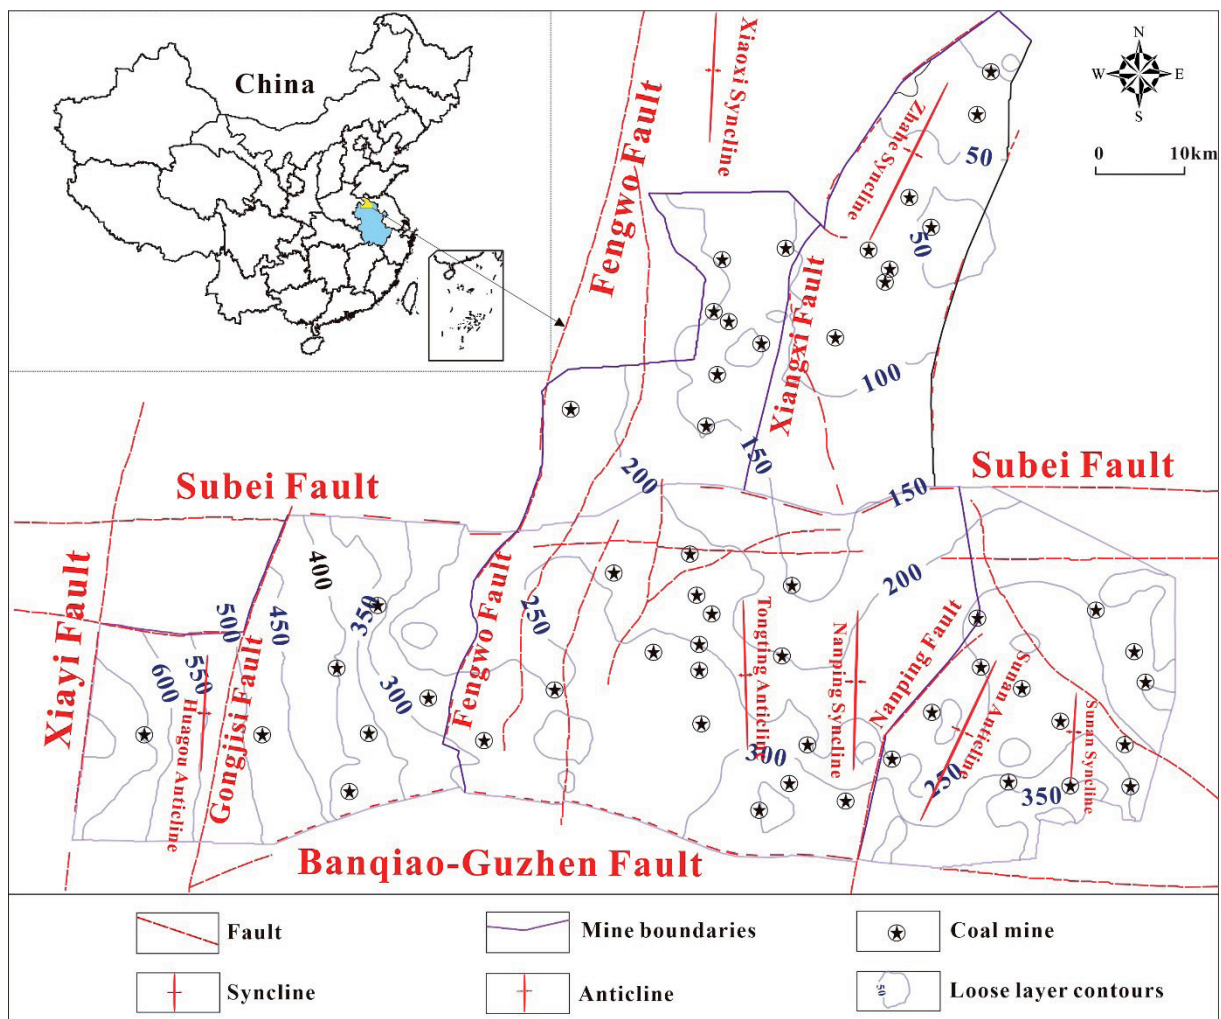 China
Xiaoxi Syncline
N
W
E
S
0 10km
Fengwo Fault
Zhahe Syncline
50
50
Xiangxi Fault
100
150
200
Subei Fault
Subei Fault
150
400
200
Xiayi Fault
500
450
350
Fengwo Fault
250
Tongting Anticline
Nanping Syncline
Nanping Fault
Sunan Anticline
Sunan Syncline
600
550
Huagou Anticline
Gongjisi Fault
300
300
250
350
Banqiao-Guzhen Fault
Fault
Mine boundaries
Coal mine
Syncline
Anticline
50
Loose layer contours